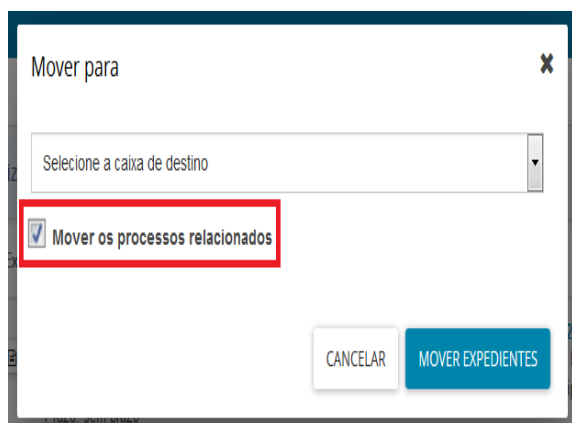 Mover para
Selecione a caixa de destino
Mover os processos relacionados
CANCELAR
MOVER EXPEDIENTES